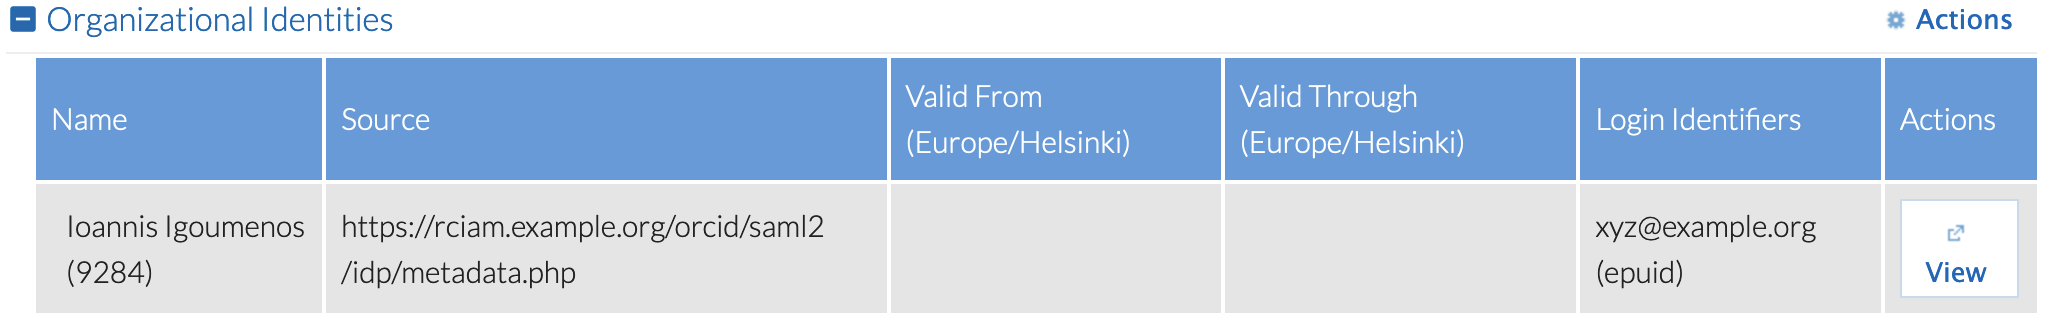 Organizational Identities
Actions
Name
Source
Valid From
(Europe/Helsinki)
Valid Through
(Europe/Helsinki)
Login Identifiers
Actions
Ioannis Igoumenos
(9284)
https://rciam.example.org/orcid/saml2
/idp/metadata.php
xyz@example.org
(epuid)
View